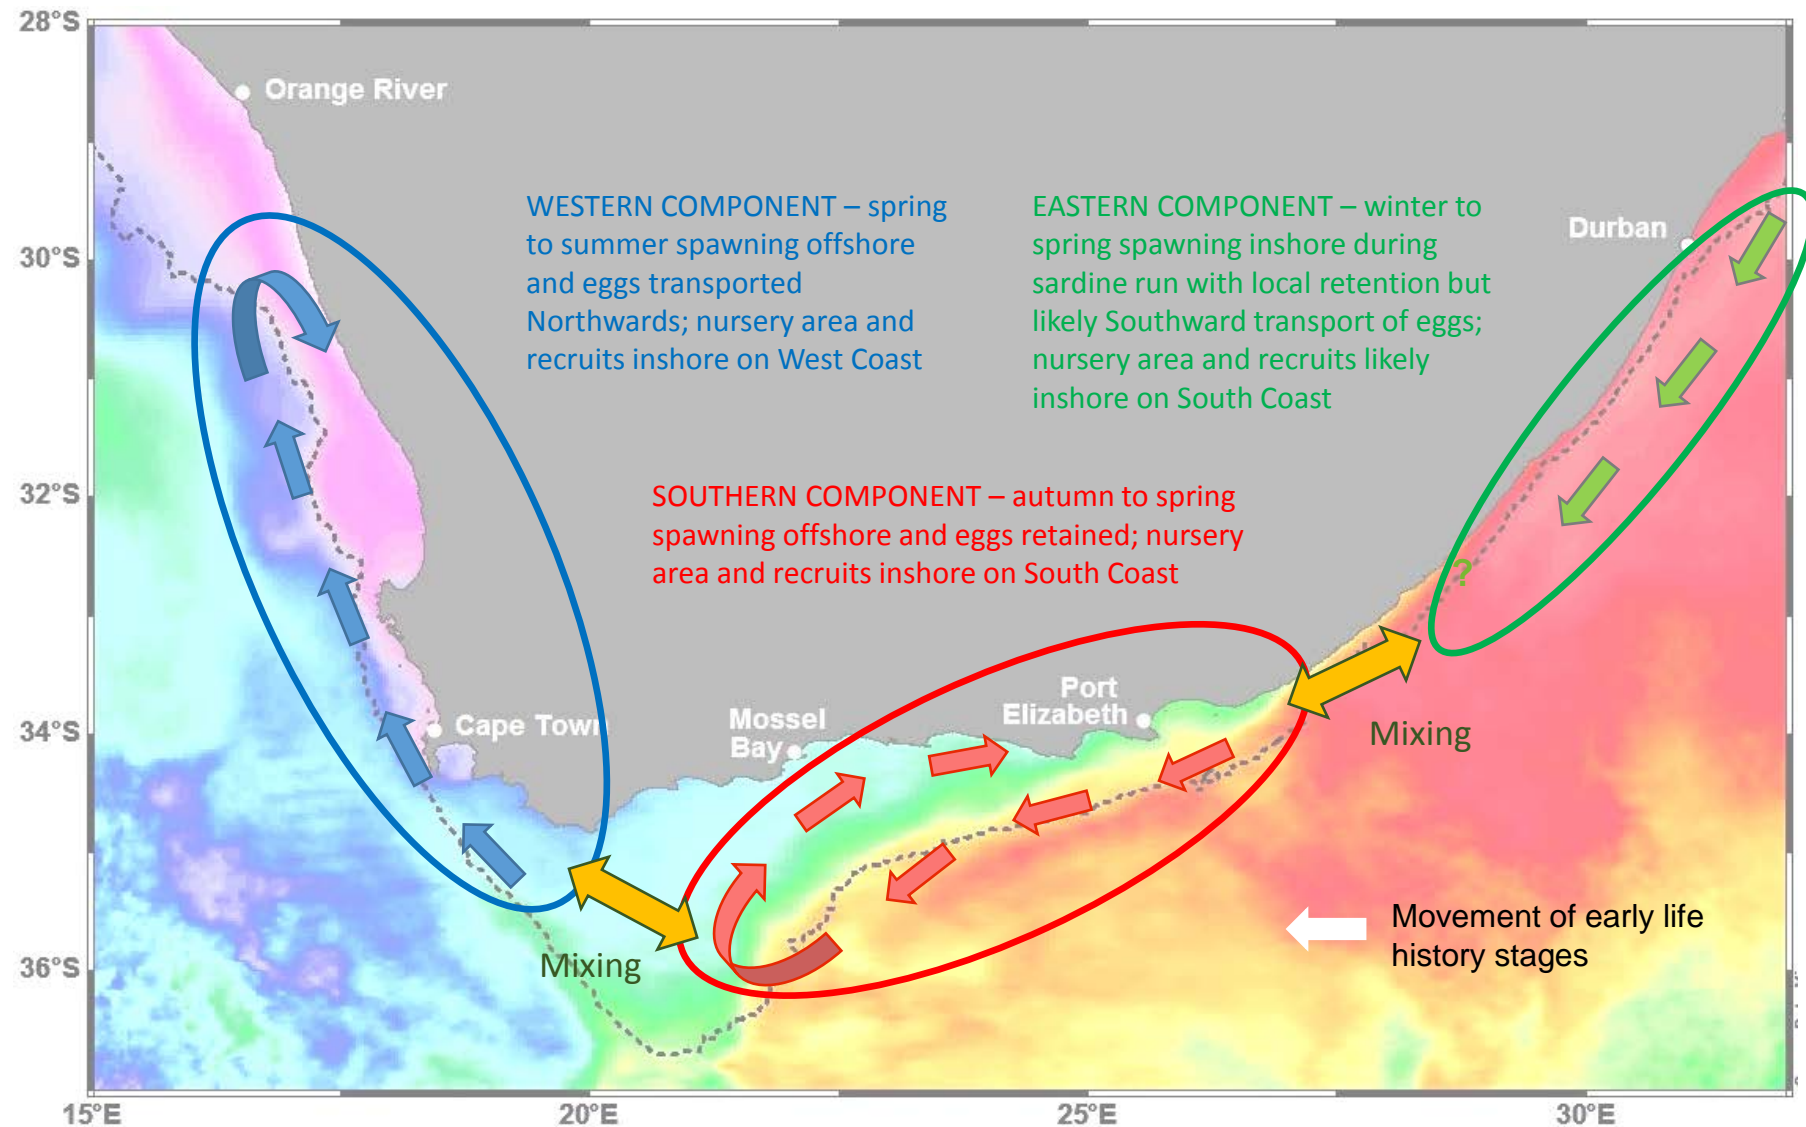 28°S
Orange River
WESTERN COMPONENT – spring
to summer spawning offshore
and eggs transported
Northwards; nursery area and
recruits inshore on West Coast
EASTERN COMPONENT – winter to
spring spawning inshore during
sardine run with local retention but
likely Southward transport of eggs;
nursery area and recruits likely
inshore on South Coast
Durban
30°S
32°S
SOUTHERN COMPONENT – autumn to spring
spawning offshore and eggs retained; nursery
area and recruits inshore on South Coast
?
34°S
Cape Town
Mossel
Bay
Port
Elizabeth
Mixing
Mixing
Movement of early life
history stages
36°S
15°E
20°E
25°E
30°E